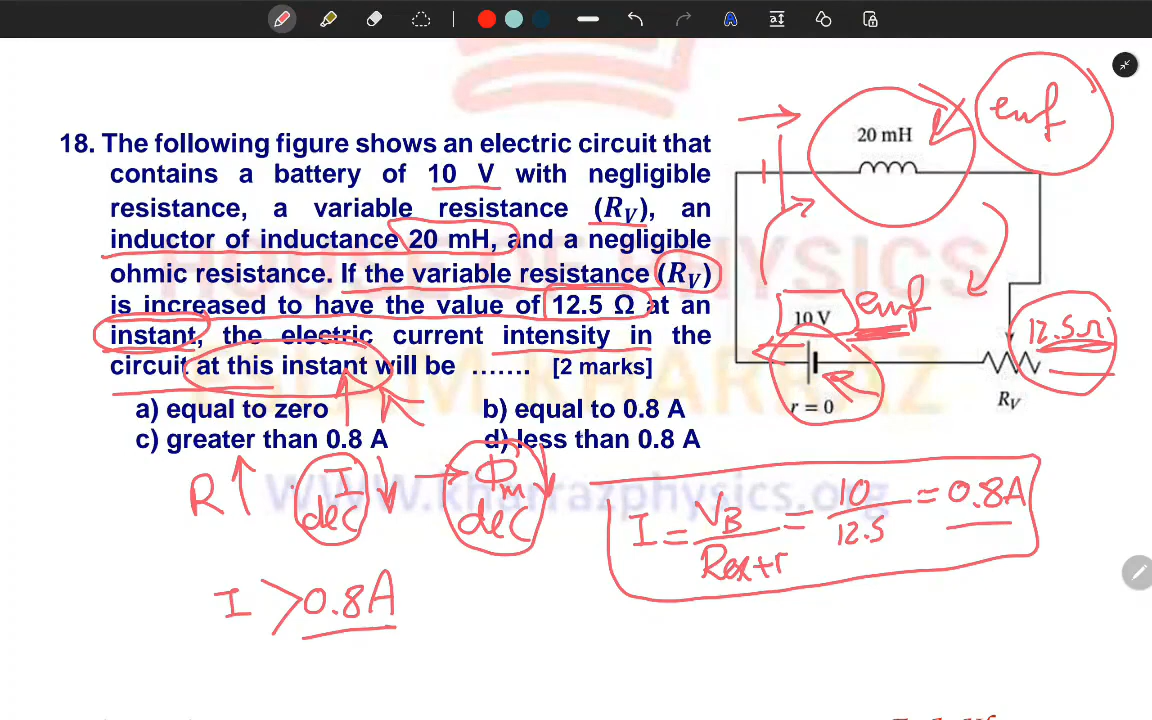 18. The following figure shows an electric circuit that
contains a battery of 10 V with negligible
resistance, a variable resistance (R_V), an
inductor of inductance 20 mH, and a negligible
ohmic resistance. If the variable resistance (R_V)
is increased to have the value of 12.5 Ω at an
instant, the electric current intensity in the
circuit at this instant will be ....... [2 marks]
a) equal to zero b) equal to 0.8 A
c) greater than 0.8 A d) less than 0.8 A
20 mH
emf
10 V
emf
r = 0
12.5Ω
R_V
R↑ I↓ → Φm↓
dec dec
I = V_B / Rex+r = 10 / 12.5 = 0.8A
I > 0.8A
www.kharrazphysics.org